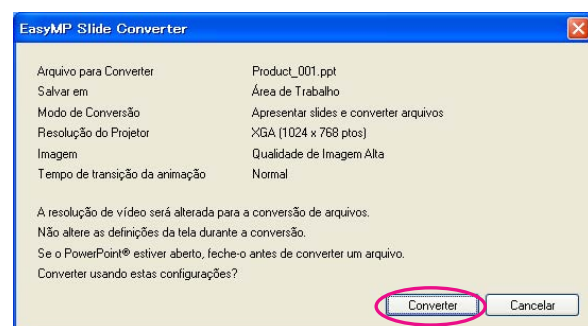 EasyMP Slide Converter
Arquivo para Converter Product_001.ppt
Salvar em Área de Trabalho
Modo de Conversão Apresentar slides e converter arquivos
Resolução do Projetor XGA (1024 x 768 ptos)
Imagem Qualidade de Imagem Alta
Tempo de transição da animação Normal
A resolução de vídeo será alterada para a conversão de arquivos.
Não altere as definições da tela durante a conversão.
Se o PowerPoint® estiver aberto, feche-o antes de converter um arquivo.
Converter usando estas configurações?
Converter Cancelar